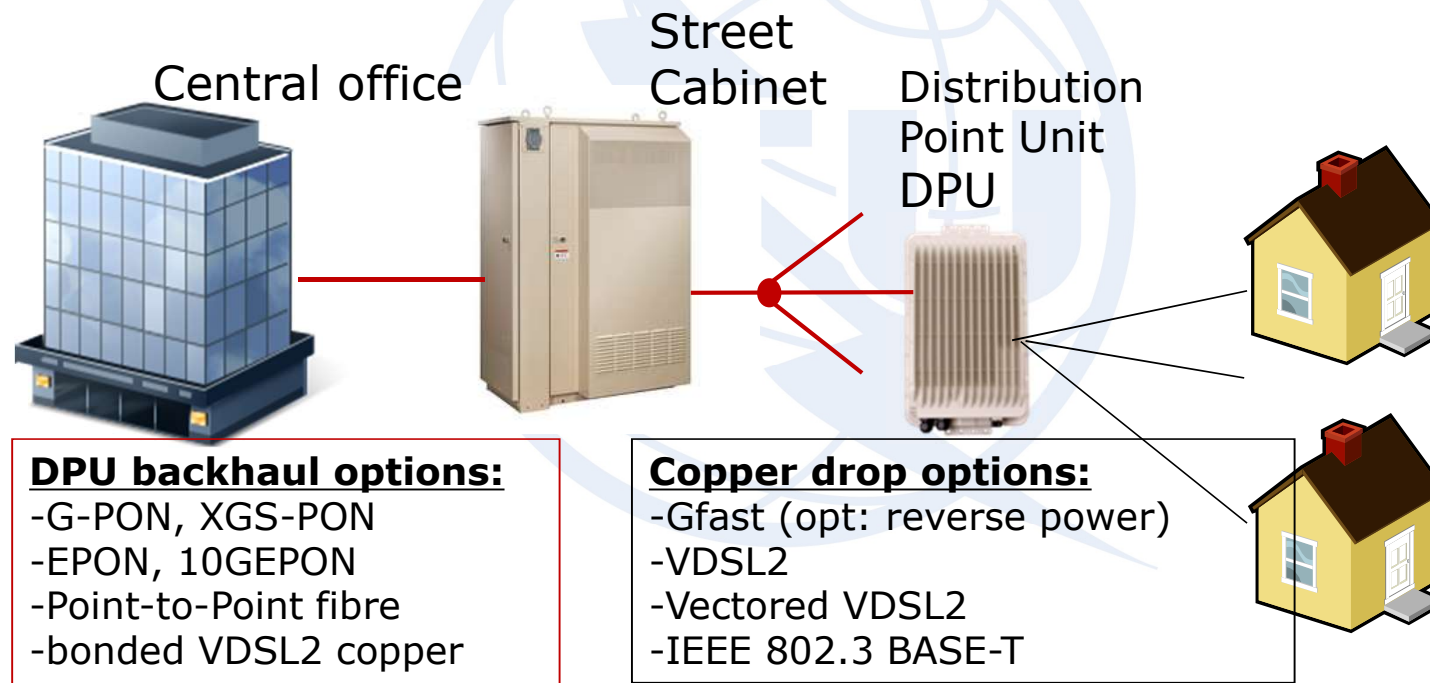 Central office
Street
Cabinet
Distribution
Point Unit
DPU
DPU backhaul options:
-G-PON, XGS-PON
-EPON, 10GEPON
-Point-to-Point fibre
-bonded VDSL2 copper
Copper drop options:
-Gfast (opt: reverse power)
-VDSL2
-Vectored VDSL2
-IEEE 802.3 BASE-T